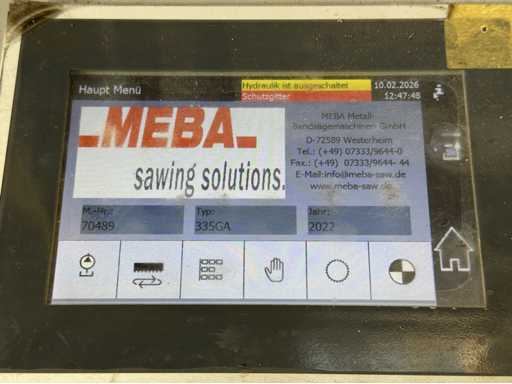 Haupt Menü
Hydraulik ist ausgeschaltet
Schutzgitter
10.02.2026
12:47:48
MEBA
sawing solutions.
MEBA Metall-
Bandsägemaschinen GmbH
D-72589 Westerheim
Tel.: (+49) 07333/9644-0
Fax.: (+49) 07333/9644- 44
E-Mail:info@meba-saw.de
www.meba-saw.de
M.-Nr.:
70489
Typ:
335GA
Jahr:
2022